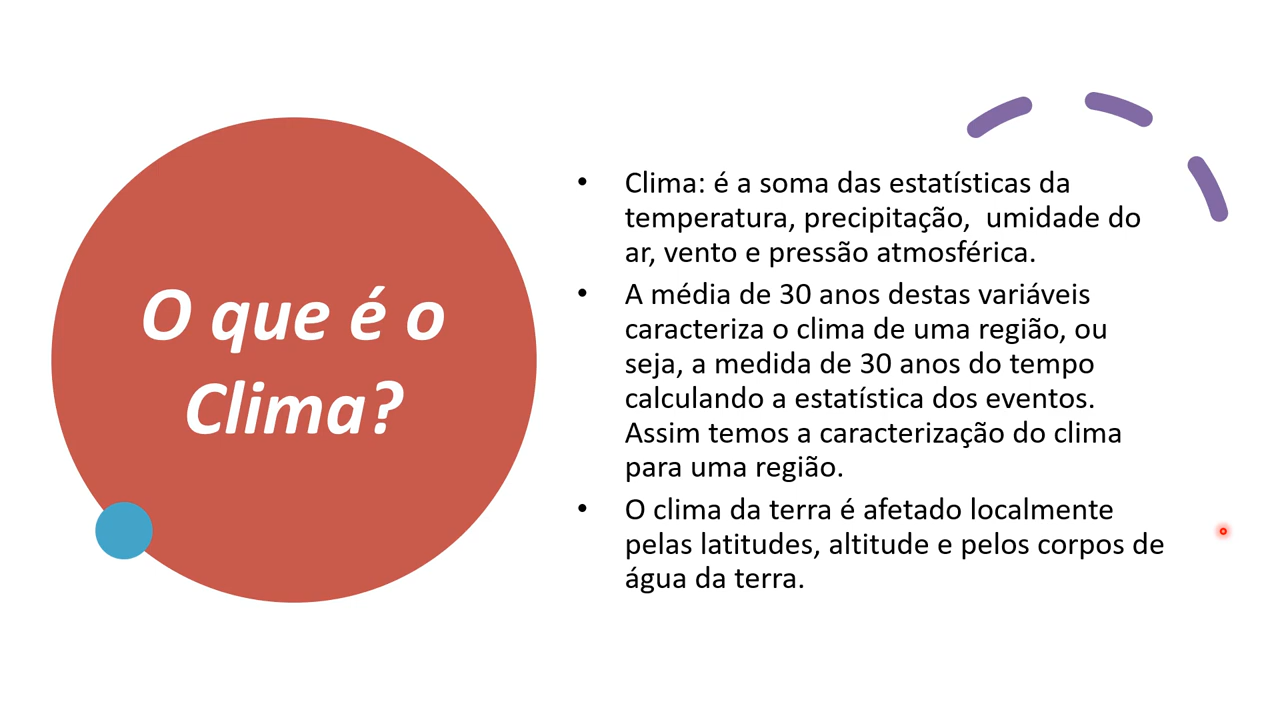 O que é o
Clima?
• Clima: é a soma das estatísticas da
temperatura, precipitação,  umidade do
ar, vento e pressão atmosférica.
• A média de 30 anos destas variáveis
caracteriza o clima de uma região, ou
seja, a medida de 30 anos do tempo
calculando a estatística dos eventos.
Assim temos a caracterização do clima
para uma região.
• O clima da terra é afetado localmente
pelas latitudes, altitude e pelos corpos de
água da terra.